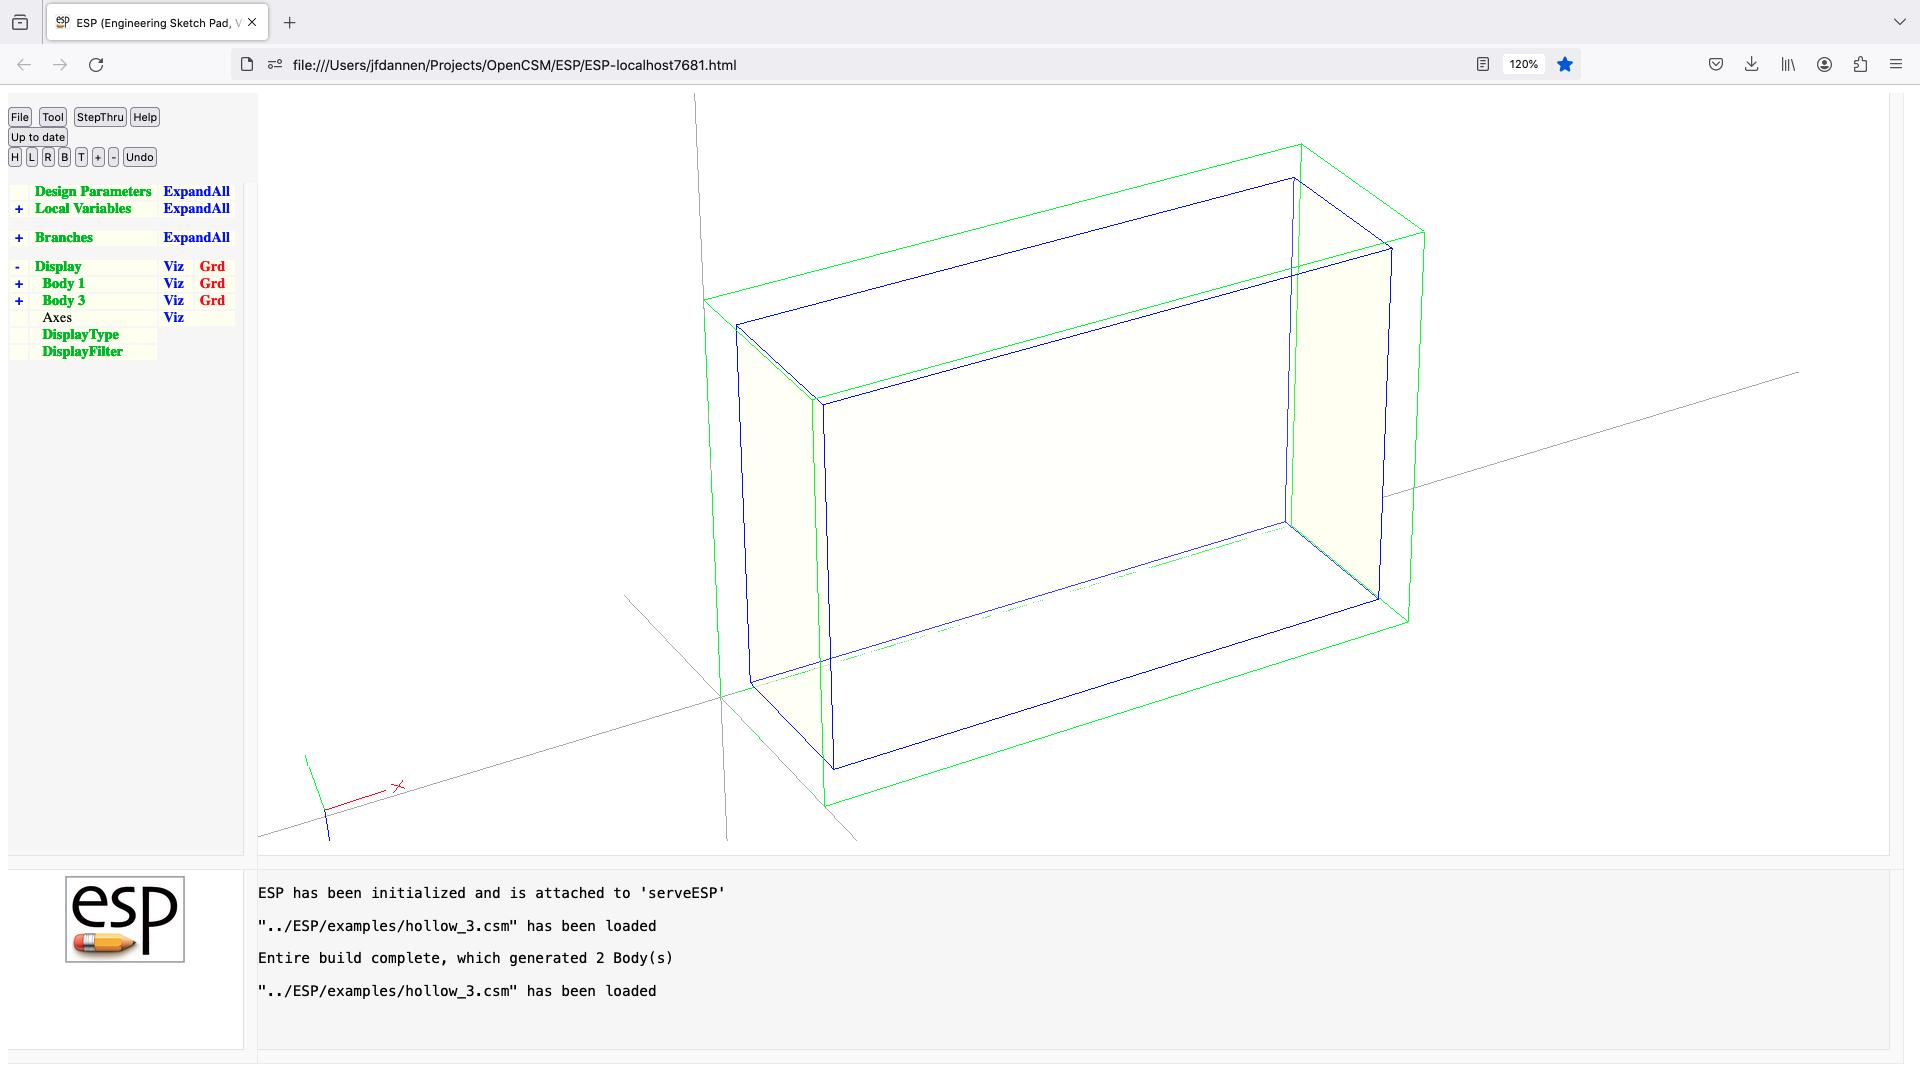 ESP (Engineering Sketch Pad, V
file:///Users/jfdannen/Projects/OpenCSM/ESP/ESP-localhost7681.html
120%
File Tool StepThru Help
Up to date
H L R B T + - Undo
Design Parameters ExpandAll
+ Local Variables ExpandAll
+ Branches ExpandAll
- Display Viz Grd
+ Body 1 Viz Grd
+ Body 3 Viz Grd
Axes Viz
DisplayType
DisplayFilter
X
esp
ESP has been initialized and is attached to 'serveESP'
"../ESP/examples/hollow_3.csm" has been loaded
Entire build complete, which generated 2 Body(s)
"../ESP/examples/hollow_3.csm" has been loaded